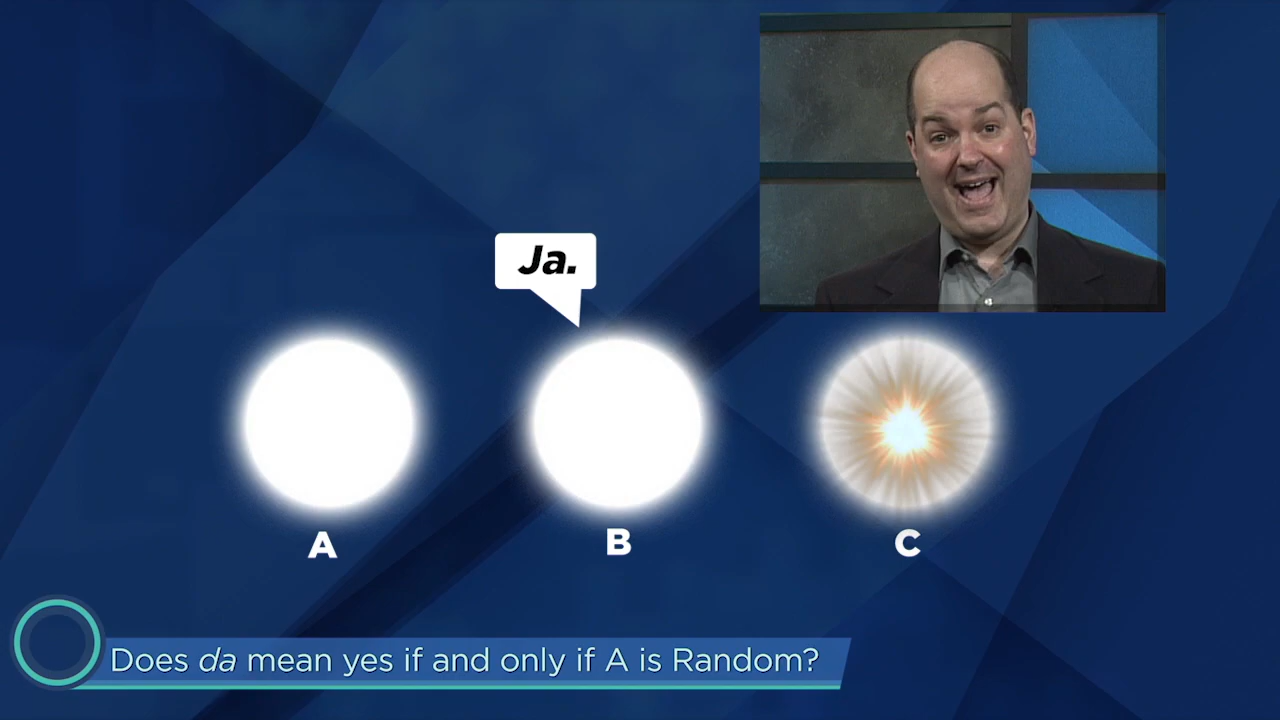 Ja.
A
B
C
Does da mean yes if and only if A is Random?